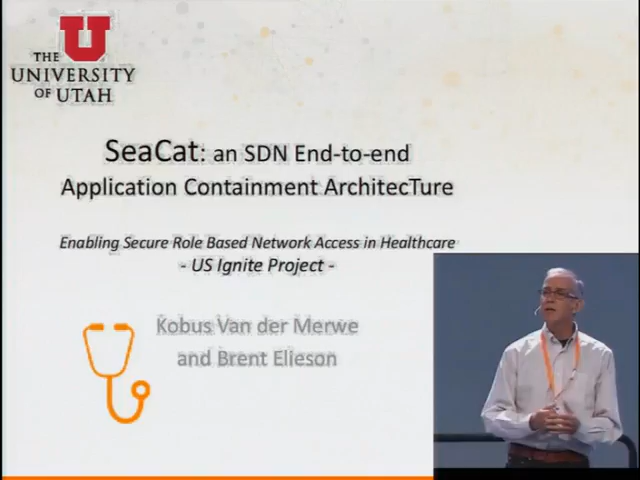 THE
UNIVERSITY
OF UTAH
SeaCat: an SDN End-to-end
Application Containment ArchitecTure
Enabling Secure Role Based Network Access in Healthcare
- US Ignite Project -
Kobus Van der Merwe
and Brent Elieson